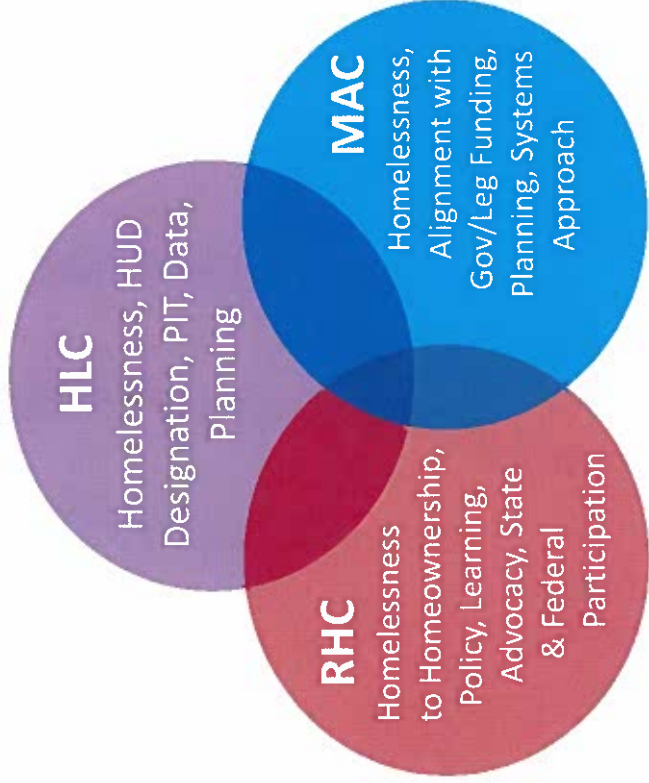 HLC
Homelessness, HUD
Designation, PIT, Data,
Planning
RHC
Homelessness
to Homeownership,
Policy, Learning,
Advocacy, State
& Federal
Participation
MAC
Homelessness,
Alignment with
Gov/Leg Funding,
Planning, Systems
Approach